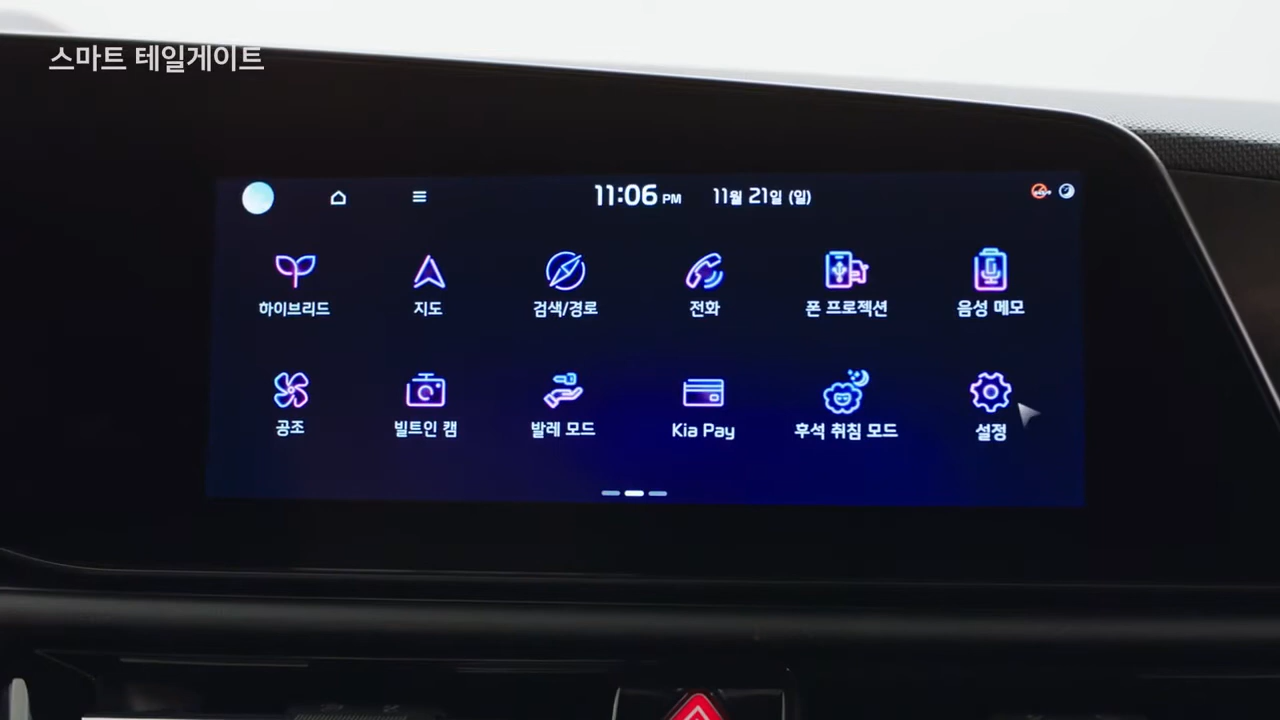 스마트 테일게이트
11:06 PM 11월 21일 (일)
하이브리드 지도 검색/경로 전화 폰 프로젝션 음성 메모
공조 빌트인 캠 발레 모드 Kia Pay 후석 취침 모드 설정